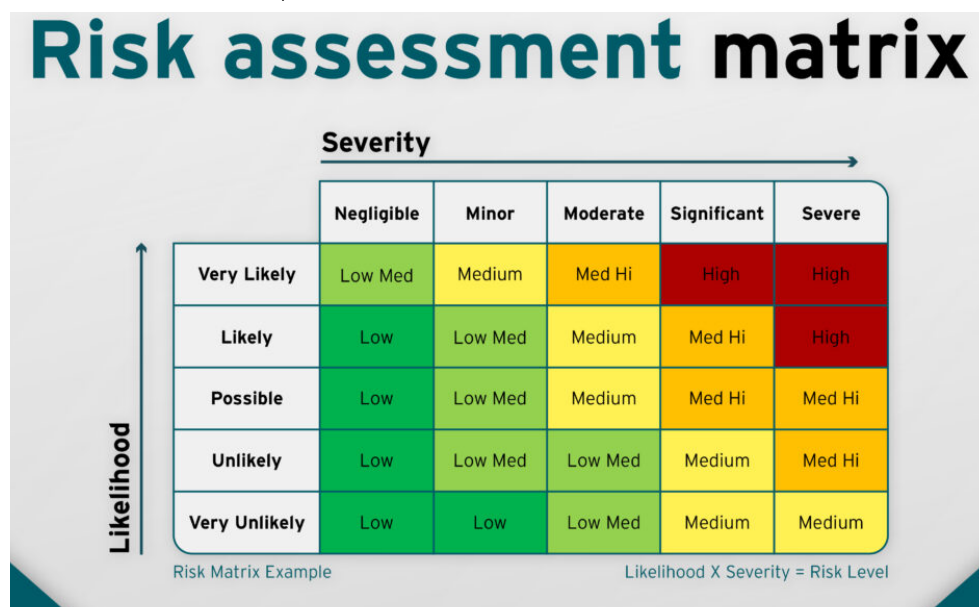 Risk assessment matrix
Severity
Negligible Minor Moderate Significant Severe
Very Likely Low Med Medium Med Hi High High
Likely Low Low Med Medium Med Hi High
Possible Low Low Med Medium Med Hi Med Hi
Unlikely Low Low Med Low Med Medium Med Hi
Very Unlikely Low Low Low Med Medium Medium
Likelihood
Risk Matrix Example Likelihood X Severity = Risk Level